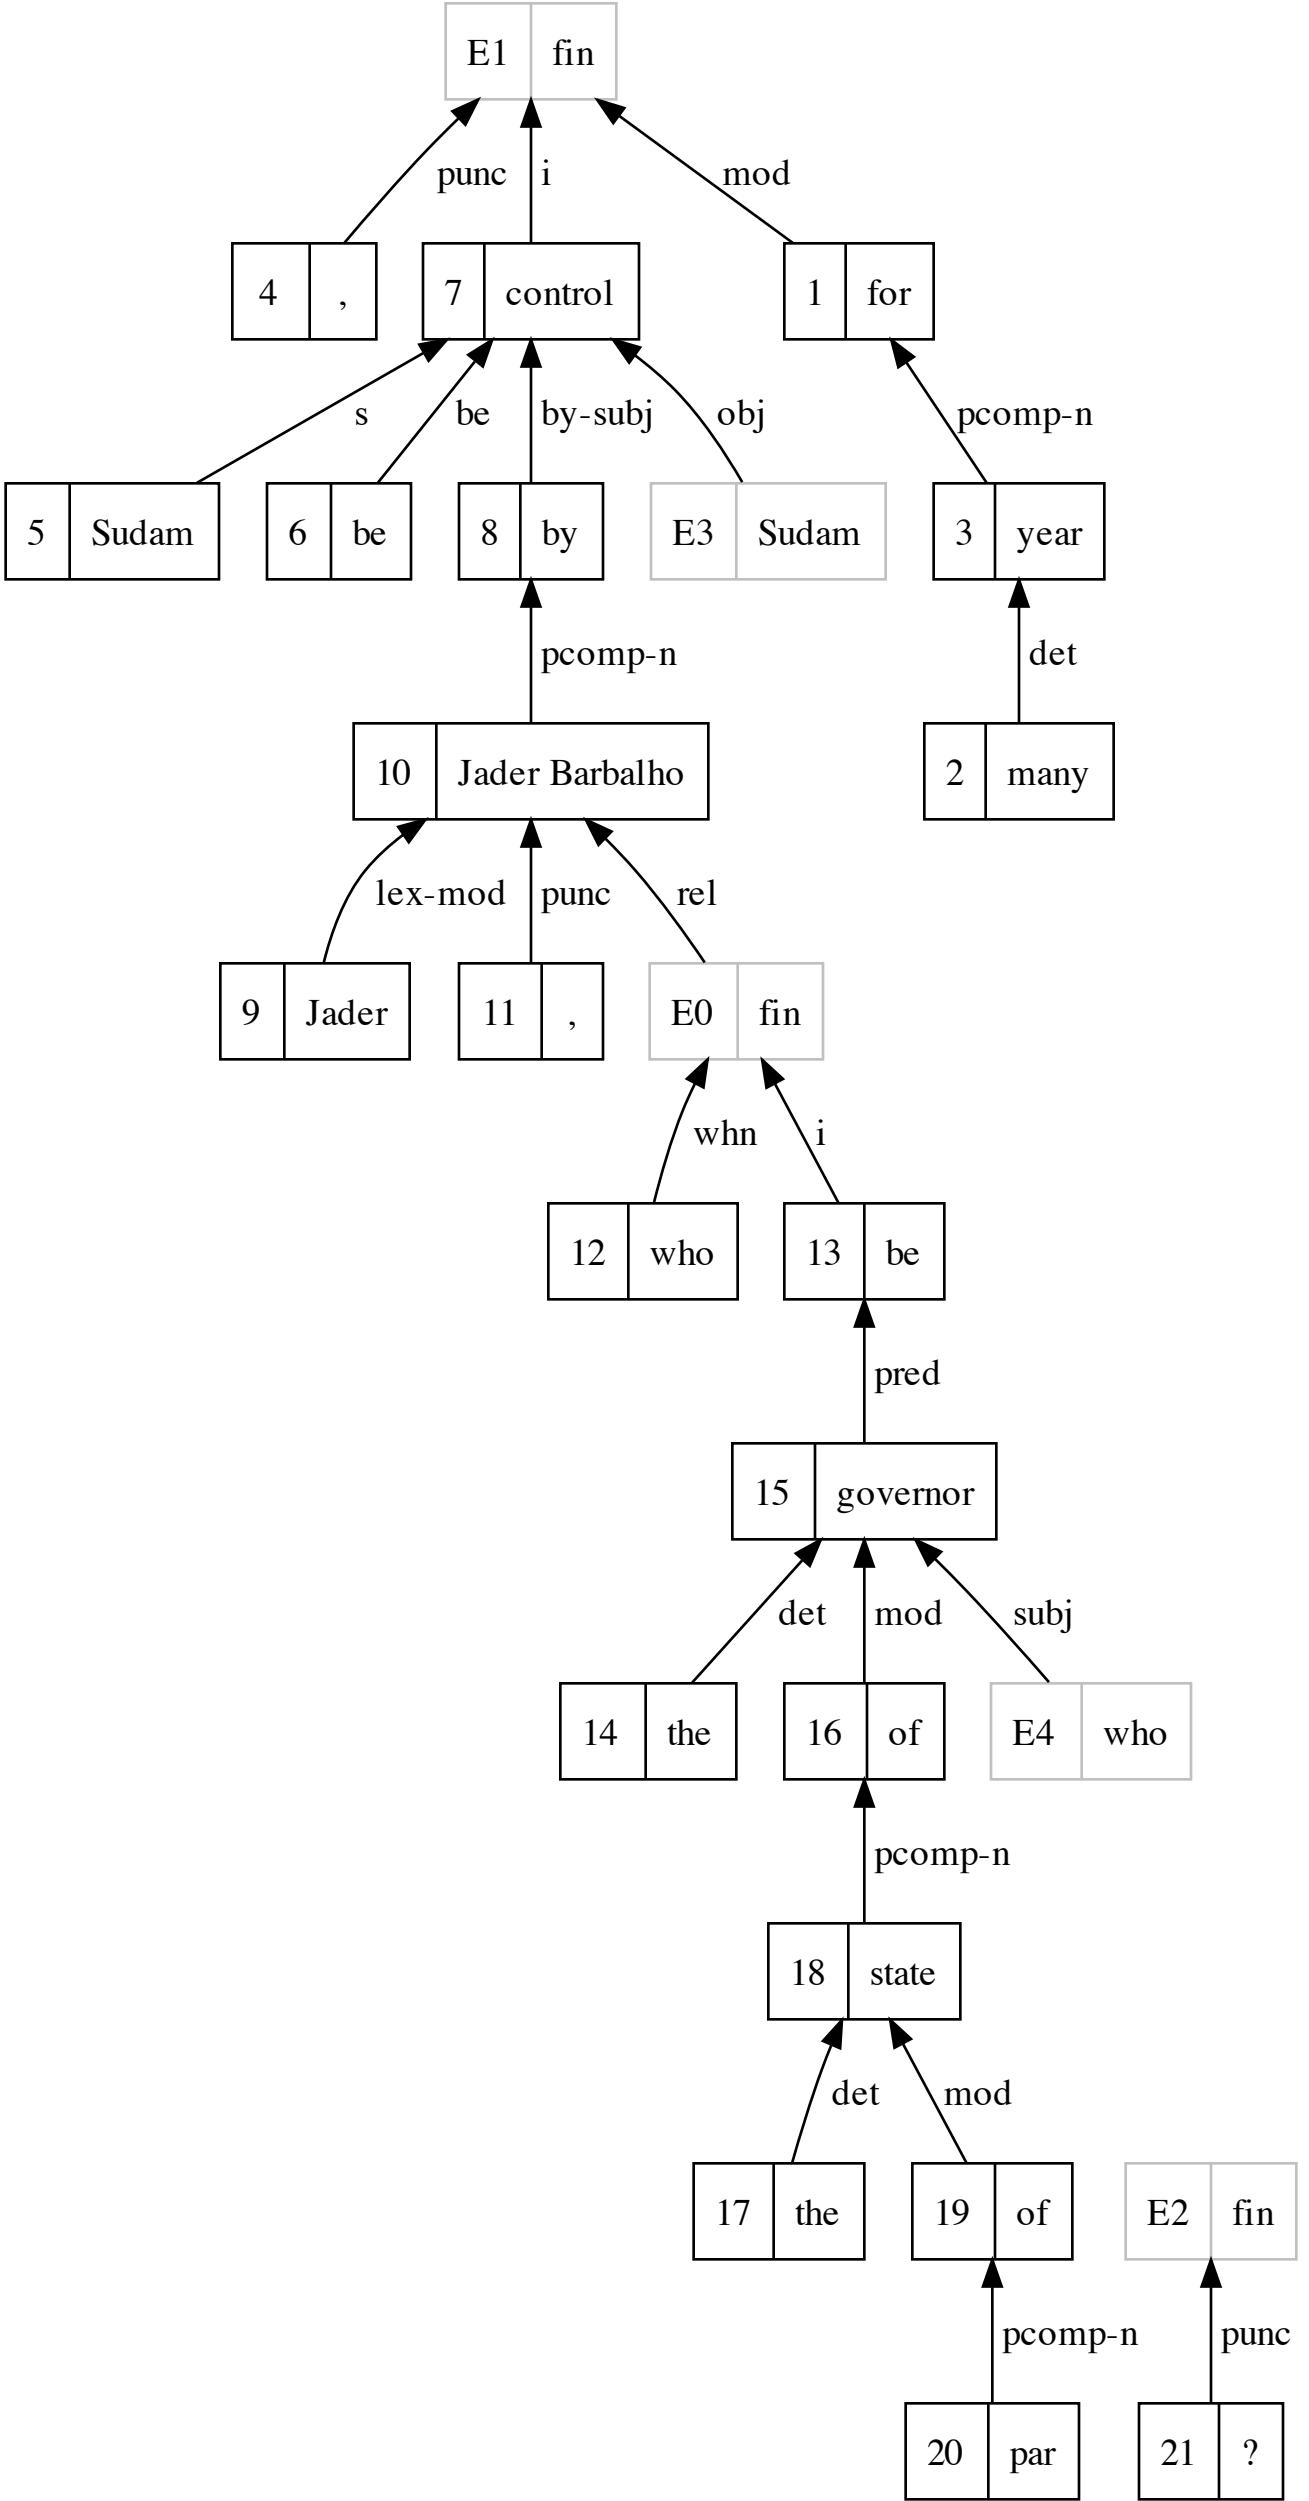 E1 fin
punc i mod
4 , 7 control 1 for
s be by-subj obj pcomp-n
5 Sudam 6 be 8 by E3 Sudam 3 year
pcomp-n det
10 Jader Barbalho 2 many
lex-mod punc rel
9 Jader 11 , E0 fin
whn i
12 who 13 be
pred
15 governor
det mod subj
14 the 16 of E4 who
pcomp-n
18 state
det mod
17 the 19 of E2 fin
pcomp-n punc
20 par 21 ?